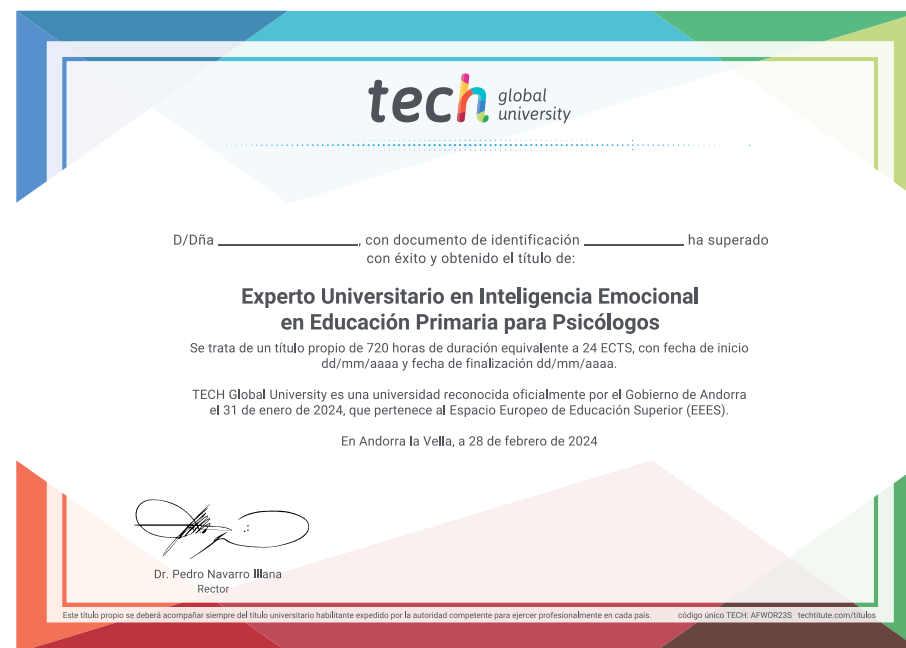 tech global university
D/Dña ____________________, con documento de identificación ______________ ha superado
con éxito y obtenido el título de:
Experto Universitario en Inteligencia Emocional
en Educación Primaria para Psicólogos
Se trata de un título propio de 720 horas de duración equivalente a 24 ECTS, con fecha de inicio
dd/mm/aaaa y fecha de finalización dd/mm/aaaa.
TECH Global University es una universidad reconocida oficialmente por el Gobierno de Andorra
el 31 de enero de 2024, que pertenece al Espacio Europeo de Educación Superior (EEES).
En Andorra la Vella, a 28 de febrero de 2024
Dr. Pedro Navarro Illana
Rector
Este título propio se deberá acompañar siempre del título universitario habilitante expedido por la autoridad competente para ejercer profesionalmente en cada país. código único TECH: AFWOR23S techtitute.com/titulos